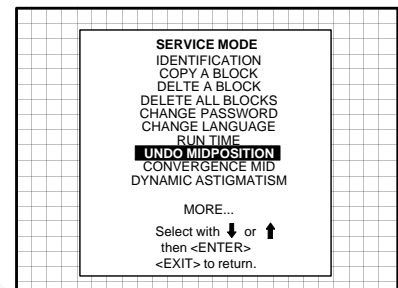 SERVICE MODE
IDENTIFICATION
COPY A BLOCK
DELTE A BLOCK
DELETE ALL BLOCKS
CHANGE PASSWORD
CHANGE LANGUAGE
RUN TIME
UNDO MIDPOSITION
CONVERGENCE MID
DYNAMIC ASTIGMATISM
MORE...
Select with ⬇ or ⬆
then <ENTER>
<EXIT> to return.